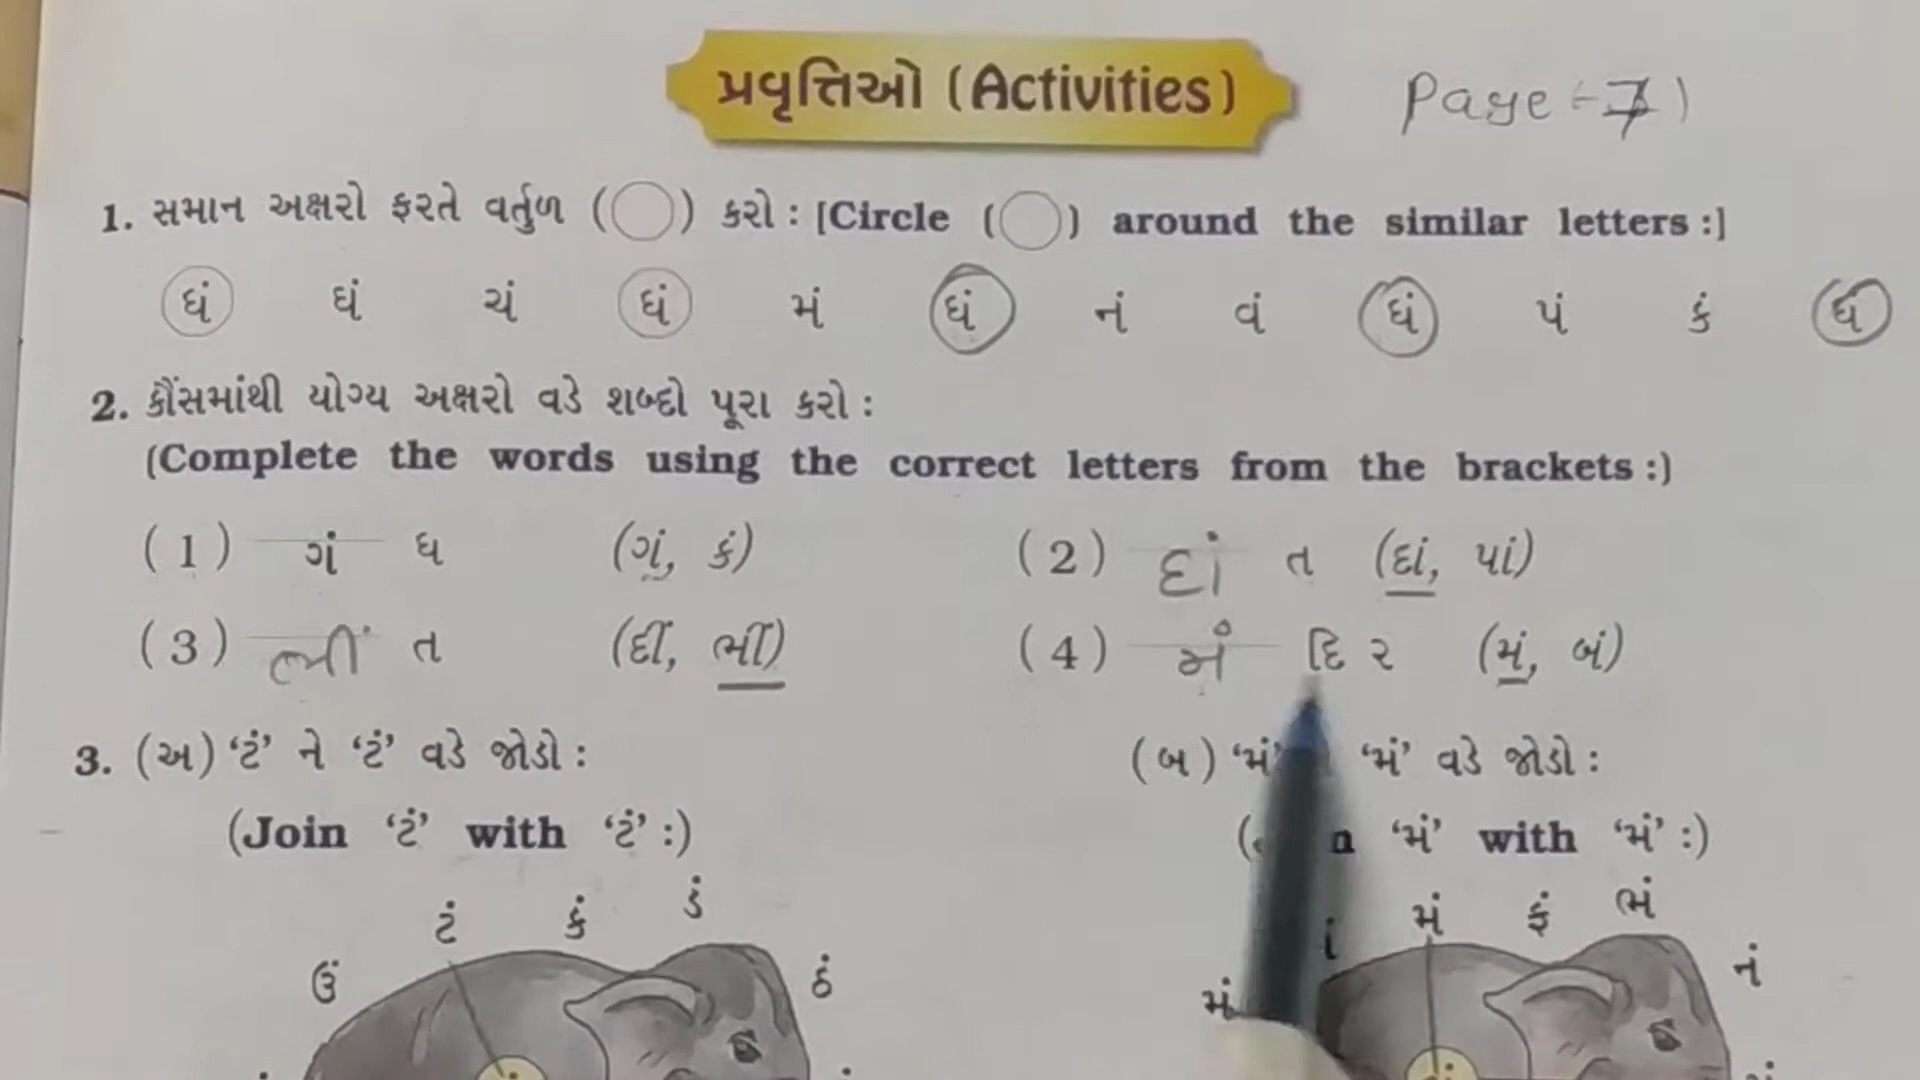 પ્રવૃત્તિઓ (Activities)
Page - 7)
1. સમાન અક્ષરો ફરતે વર્તુળ (◯) કરો : [Circle (◯) around the similar letters :]
ધં ઘં ચં ધં મં ધં નં વં ધં પં કં ધં
2. કૌંસમાંથી યોગ્ય અક્ષરો વડે શબ્દો પૂરા કરો :
(Complete the words using the correct letters from the brackets :)
(1) ગં ધ (ગં, કં) (2) દાં ત (દાં, પાં)
(3) ભીં ત (દીં, ભીં) (4) મં દિ ર (મં, બં)
3. (અ) ‘ટં’ ને ‘ટં’ વડે જોડો : (બ) ‘મં’ ‘મં’ વડે જોડો :
(Join ‘ટં’ with ‘ટં’ :) ‘મં’ with ‘મં’ :)
ટં કં ડં મં ફં ભં
ઉં ઠં મં નં